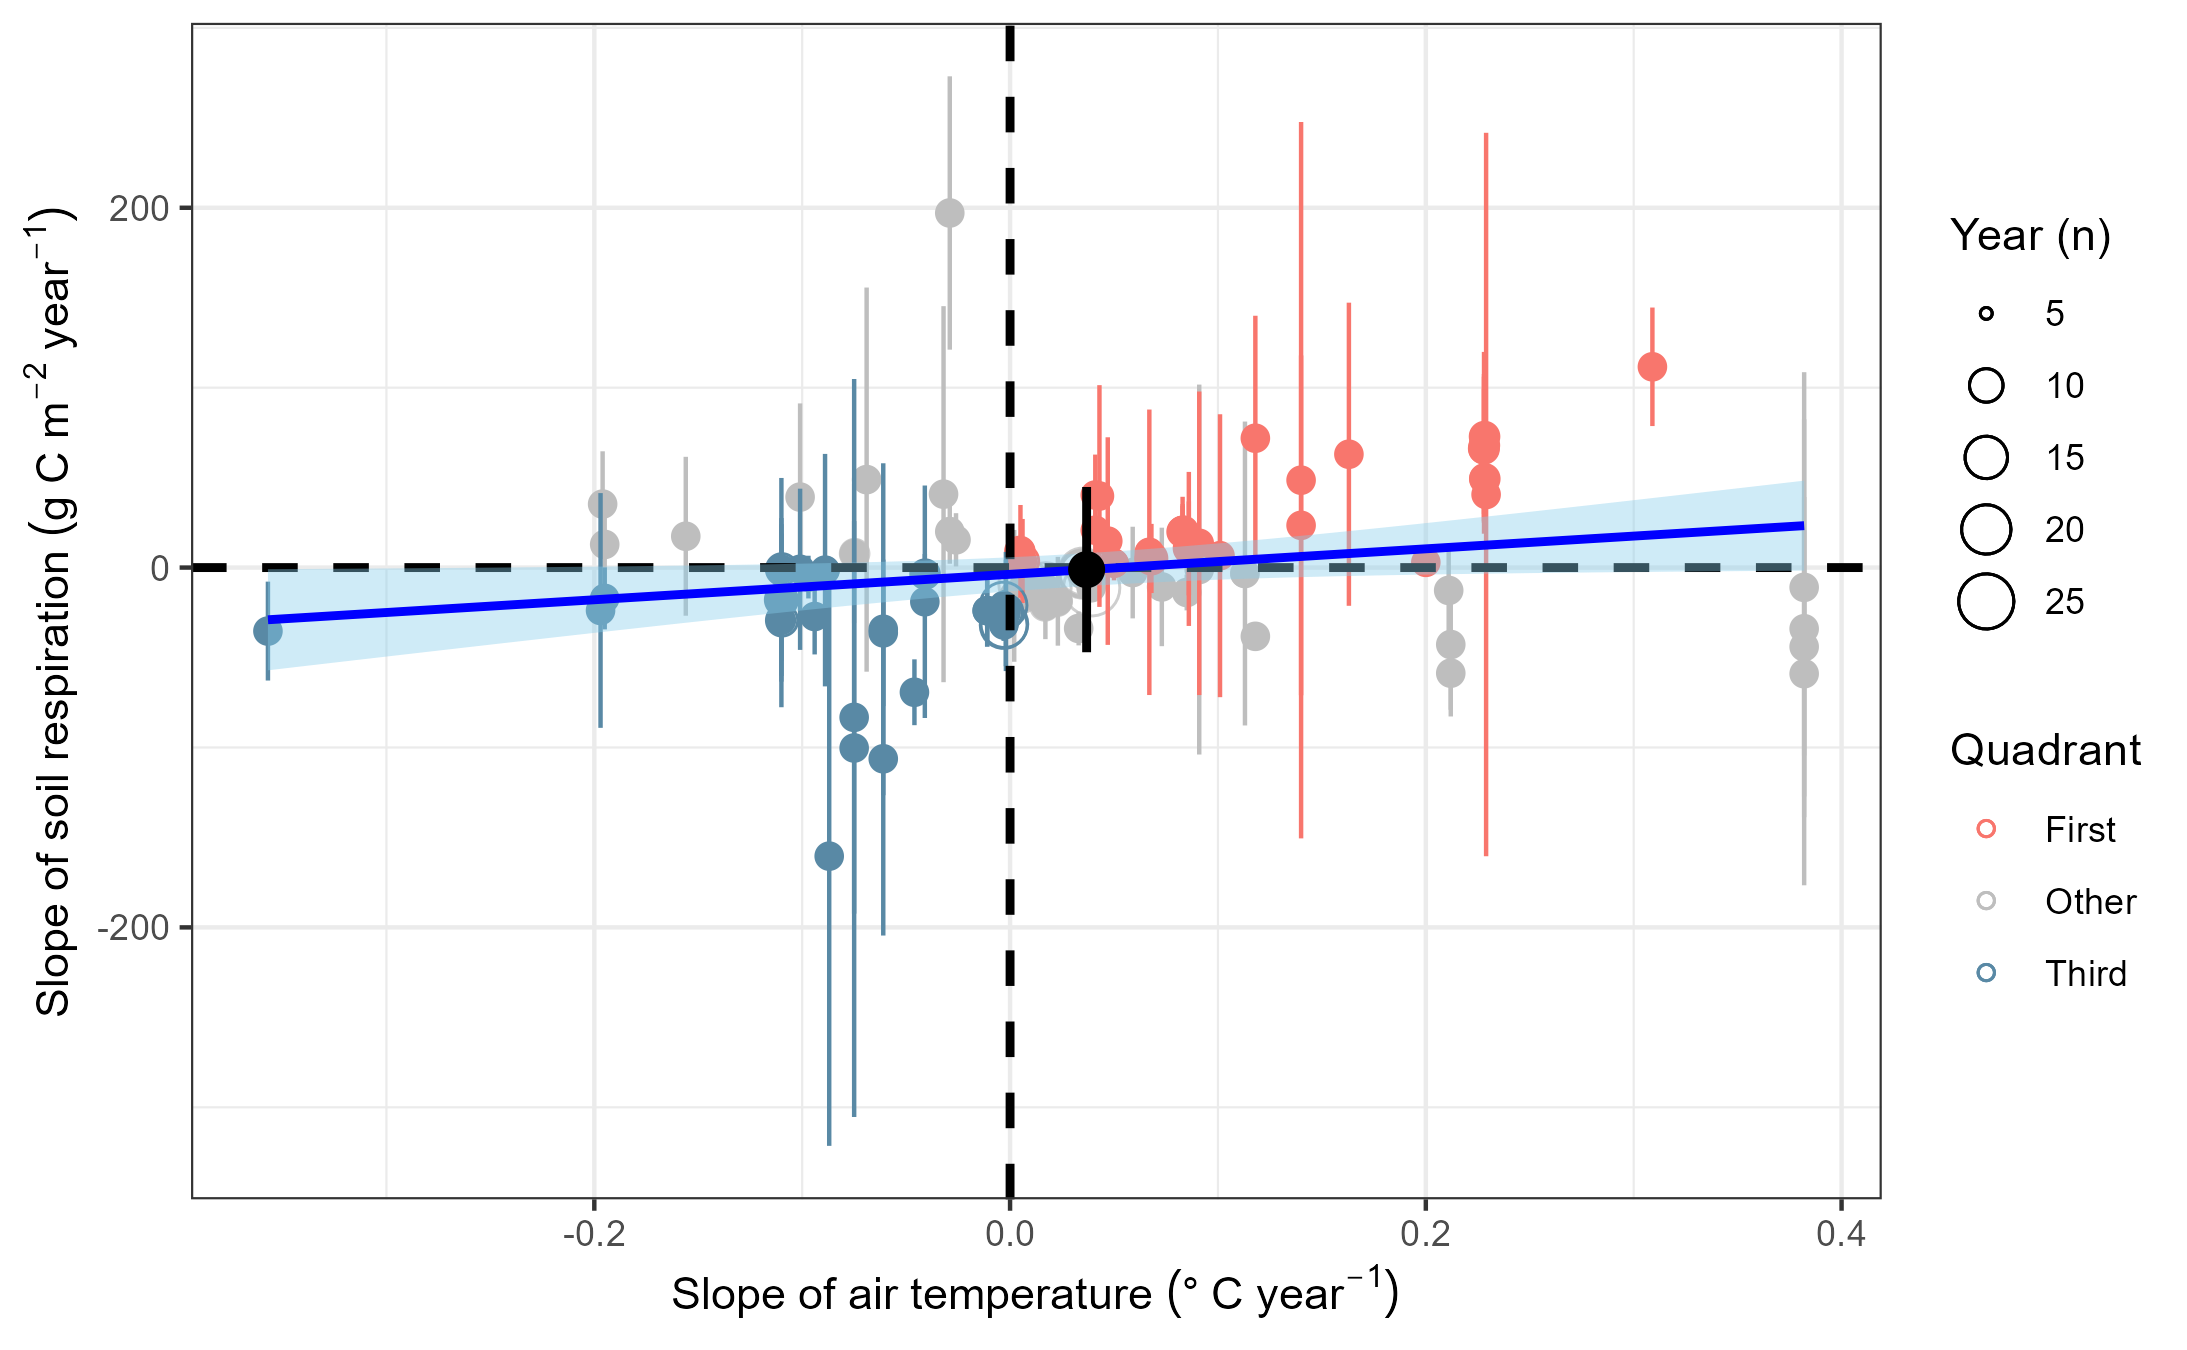 Slope of soil respiration (g C m⁻² year⁻¹)
200
0
-200
-0.2
0.0
0.2
0.4
Slope of air temperature (° C year⁻¹)
Year (n)
5
10
15
20
25
Quadrant
First
Other
Third